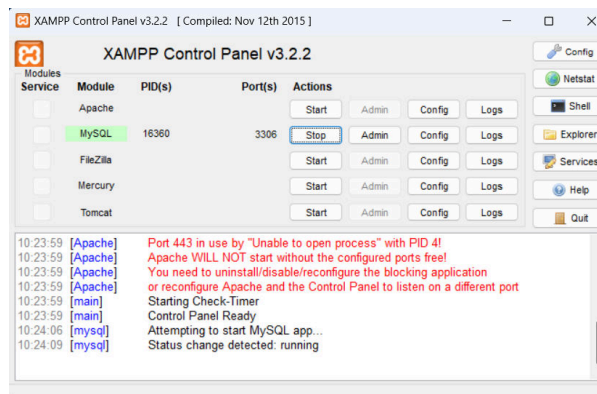 XAMPP Control Panel v3.2.2 [ Compiled: Nov 12th 2015 ]
XAMPP Control Panel v3.2.2
Config
Modules
Service Module PID(s) Port(s) Actions
Netstat
Apache Start Admin Config Logs
Shell
MySQL 16360 3306 Stop Admin Config Logs
Explorer
FileZilla Start Admin Config Logs
Services
Mercury Start Admin Config Logs
Help
Tomcat Start Admin Config Logs
Quit
10:23:59 [Apache] Port 443 in use by "Unable to open process" with PID 4!
10:23:59 [Apache] Apache WILL NOT start without the configured ports free!
10:23:59 [Apache] You need to uninstall/disable/reconfigure the blocking application
10:23:59 [Apache] or reconfigure Apache and the Control Panel to listen on a different port
10:23:59 [main] Starting Check-Timer
10:23:59 [main] Control Panel Ready
10:24:06 [mysql] Attempting to start MySQL app...
10:24:09 [mysql] Status change detected: running